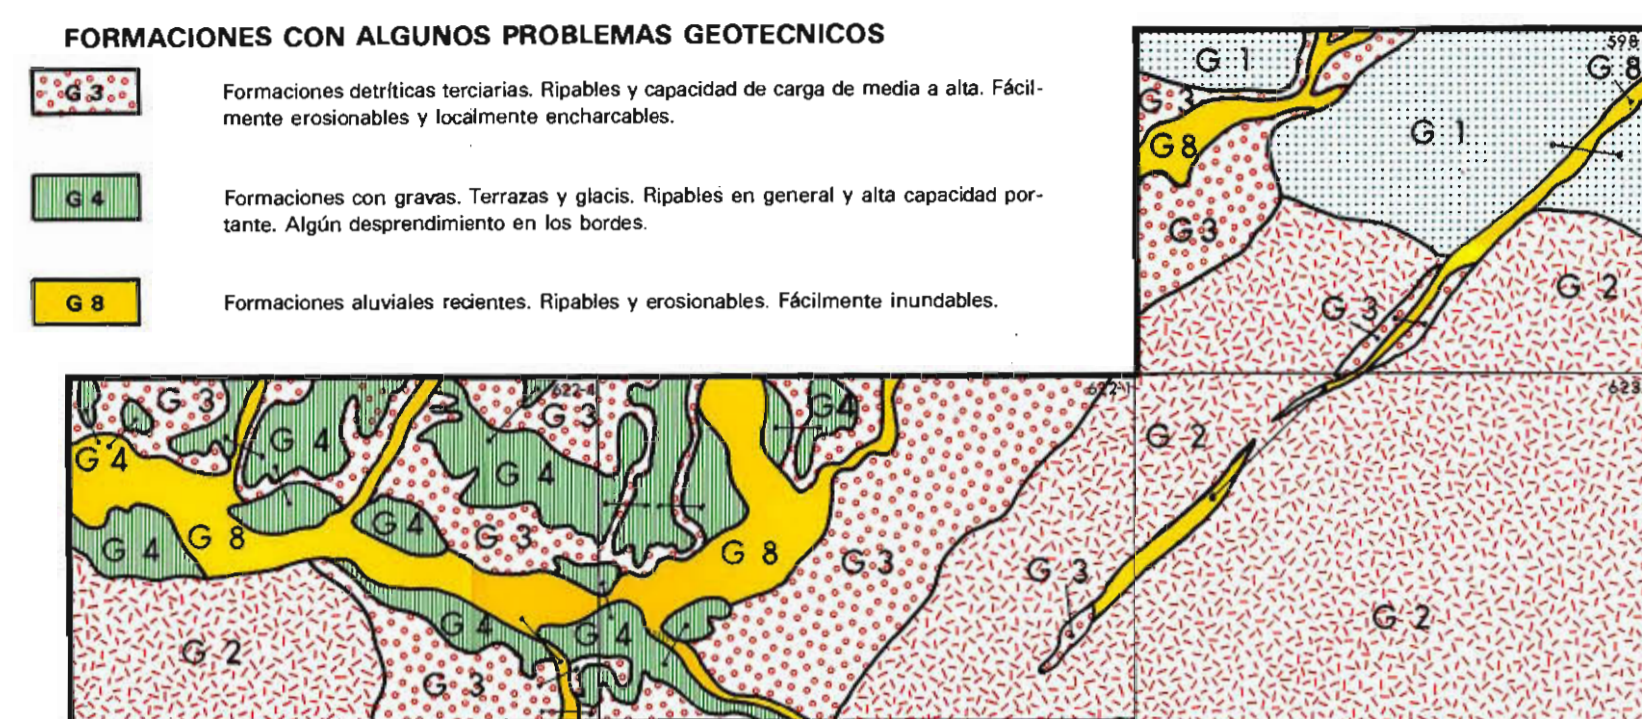 FORMACIONES CON ALGUNOS PROBLEMAS GEOTECNICOS
G 3
Formaciones detríticas terciarias. Ripables y capacidad de carga de media a alta. Fácil-
mente erosionables y localmente encharcables.
G 4
Formaciones con gravas. Terrazas y glacis. Ripables en general y alta capacidad por-
tante. Algún desprendimiento en los bordes.
G 8
Formaciones aluviales recientes. Ripables y erosionables. Fácilmente inundables.
598
G 1
G 8
G 3
G 1
G 8
G 3
G 2
G 3
622-4
622-1
623
G 3
G 3
G 4
G 4
G 2
G 4
G 4
G 4
G 4
G 8
G 3
G 8
G 3
G 3
G 2
G 4
G 4
G 2
G 3